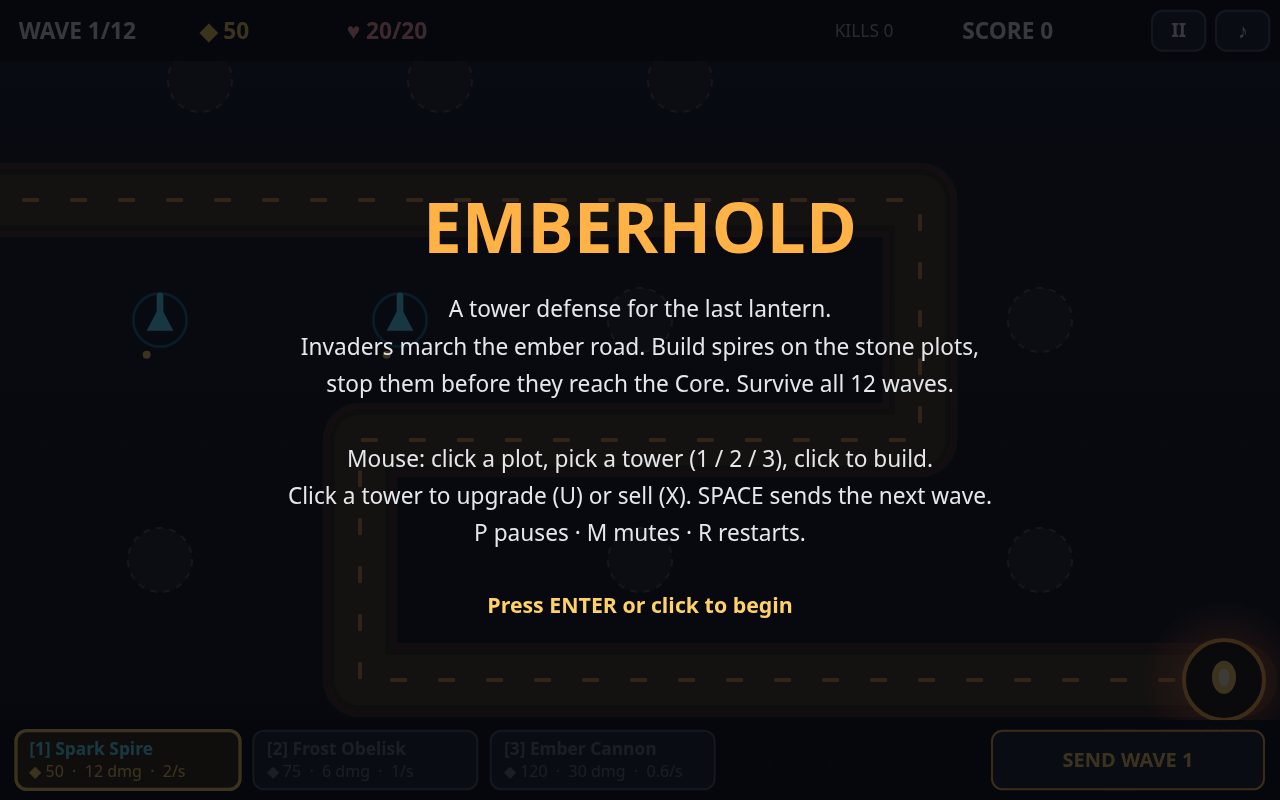 WAVE 1/12
◆ 50
♥ 20/20
KILLS 0
SCORE 0
II
♪
EMBERHOLD
A tower defense for the last lantern.
Invaders march the ember road. Build spires on the stone plots,
stop them before they reach the Core. Survive all 12 waves.
Mouse: click a plot, pick a tower (1 / 2 / 3), click to build.
Click a tower to upgrade (U) or sell (X). SPACE sends the next wave.
P pauses · M mutes · R restarts.
Press ENTER or click to begin
[1] Spark Spire
◆ 50 · 12 dmg · 2/s
[2] Frost Obelisk
◆ 75 · 6 dmg · 1/s
[3] Ember Cannon
◆ 120 · 30 dmg · 0.6/s
SEND WAVE 1